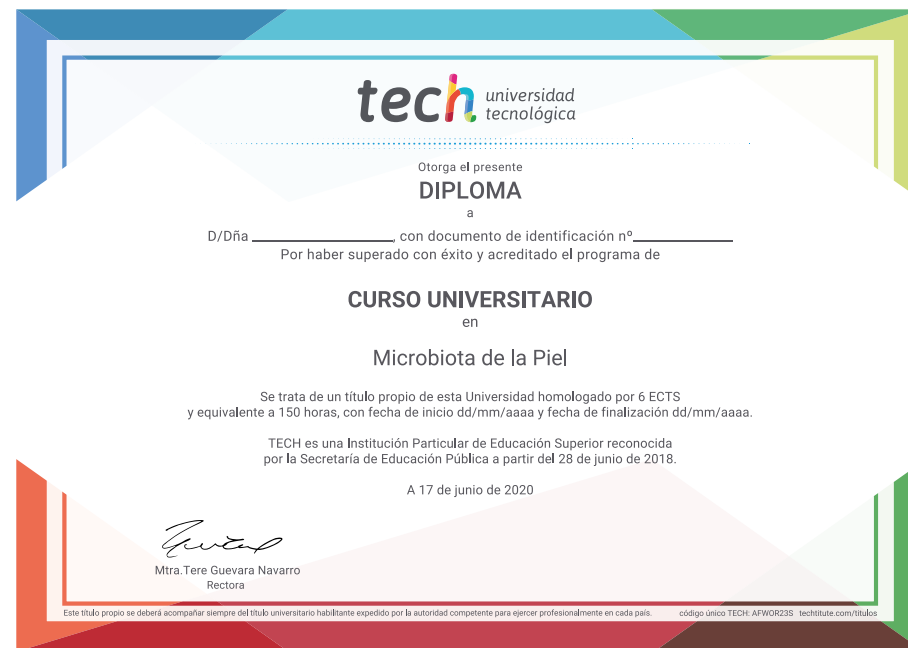 tech universidad
tecnológica
Otorga el presente
DIPLOMA
a
D/Dña ____________________, con documento de identificación nº______________
Por haber superado con éxito y acreditado el programa de
CURSO UNIVERSITARIO
en
Microbiota de la Piel
Se trata de un título propio de esta Universidad homologado por 6 ECTS
y equivalente a 150 horas, con fecha de inicio dd/mm/aaaa y fecha de finalización dd/mm/aaaa.
TECH es una Institución Particular de Educación Superior reconocida
por la Secretaría de Educación Pública a partir del 28 de junio de 2018.
A 17 de junio de 2020
Mtra.Tere Guevara Navarro
Rectora
Este título propio se deberá acompañar siempre del título universitario habilitante expedido por la autoridad competente para ejercer profesionalmente en cada país. código único TECH: AFWOR23S techtitute.com/títulos